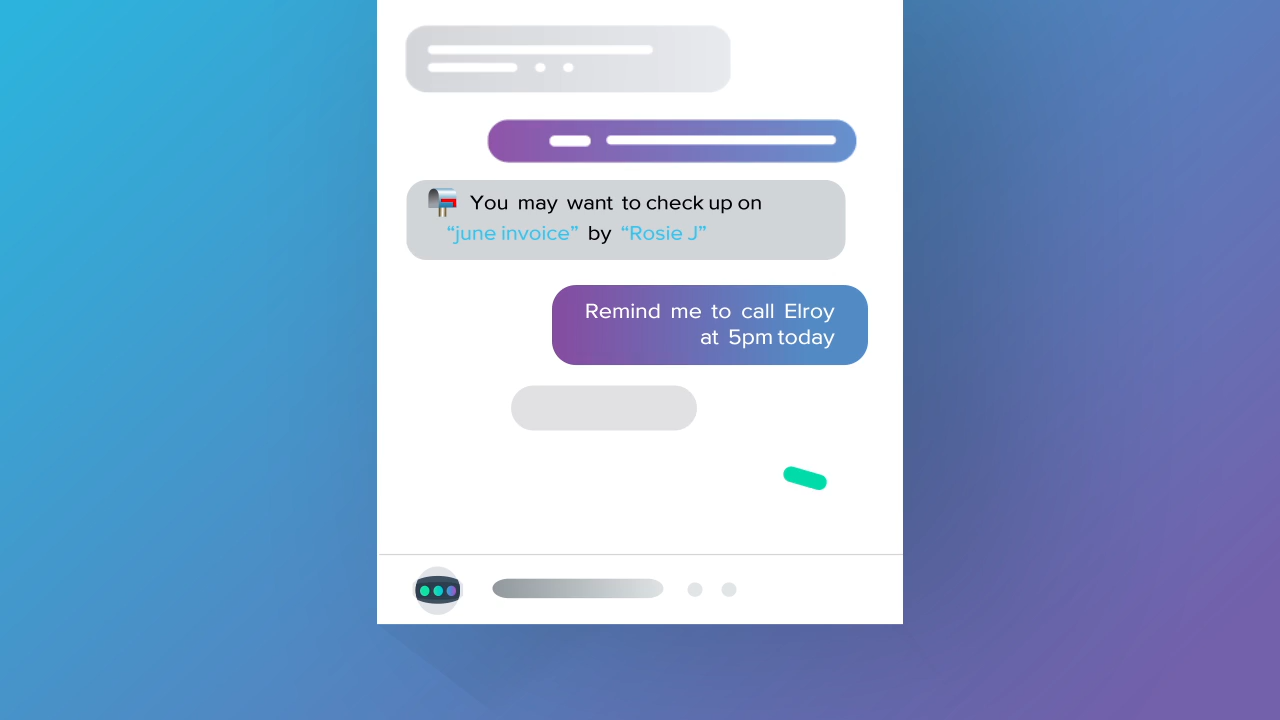 You may want to check up on
“june invoice” by “Rosie J”
Remind me to call Elroy
at 5pm today